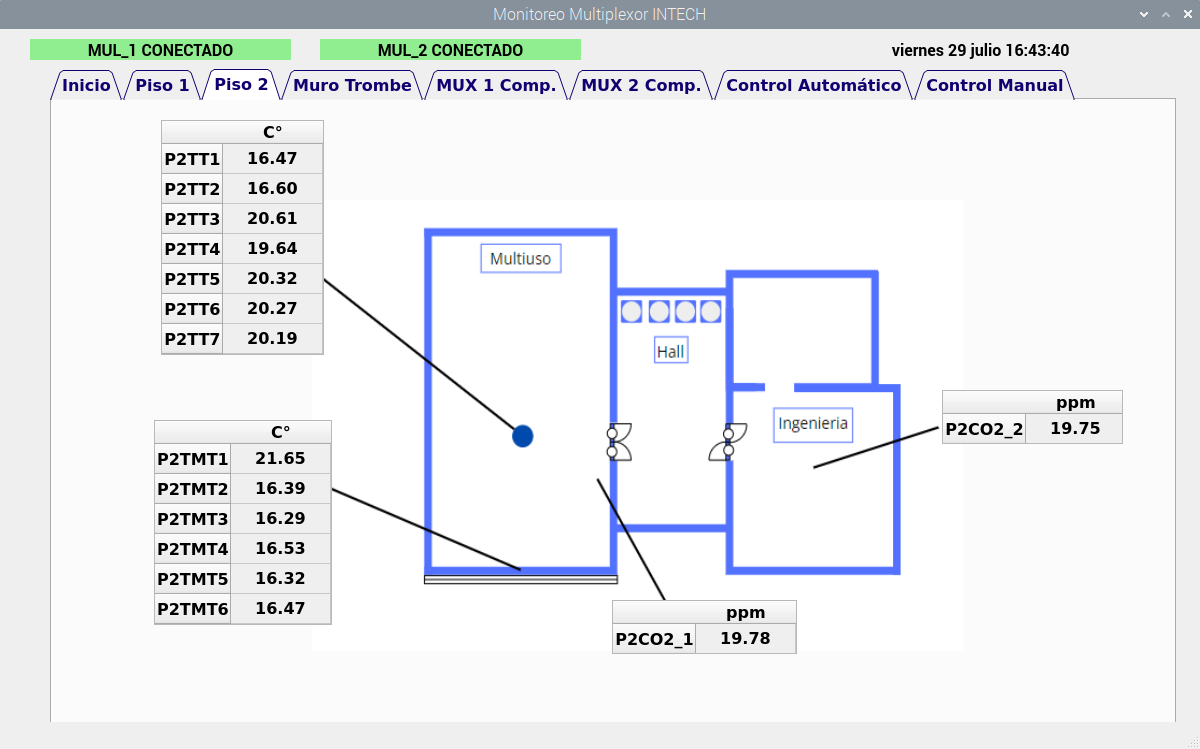 Monitoreo Multiplexor INTECH
MUL_1 CONECTADO
MUL_2 CONECTADO
viernes 29 julio 16:43:40
Inicio
Piso 1
Piso 2
Muro Trombe
MUX 1 Comp.
MUX 2 Comp.
Control Automático
Control Manual
C°
P2TT1 16.47
P2TT2 16.60
P2TT3 20.61
P2TT4 19.64
P2TT5 20.32
P2TT6 20.27
P2TT7 20.19
Multiuso
Hall
Ingenieria
ppm
P2CO2_2 19.75
C°
P2TMT1 21.65
P2TMT2 16.39
P2TMT3 16.29
P2TMT4 16.53
P2TMT5 16.32
P2TMT6 16.47
ppm
P2CO2_1 19.78